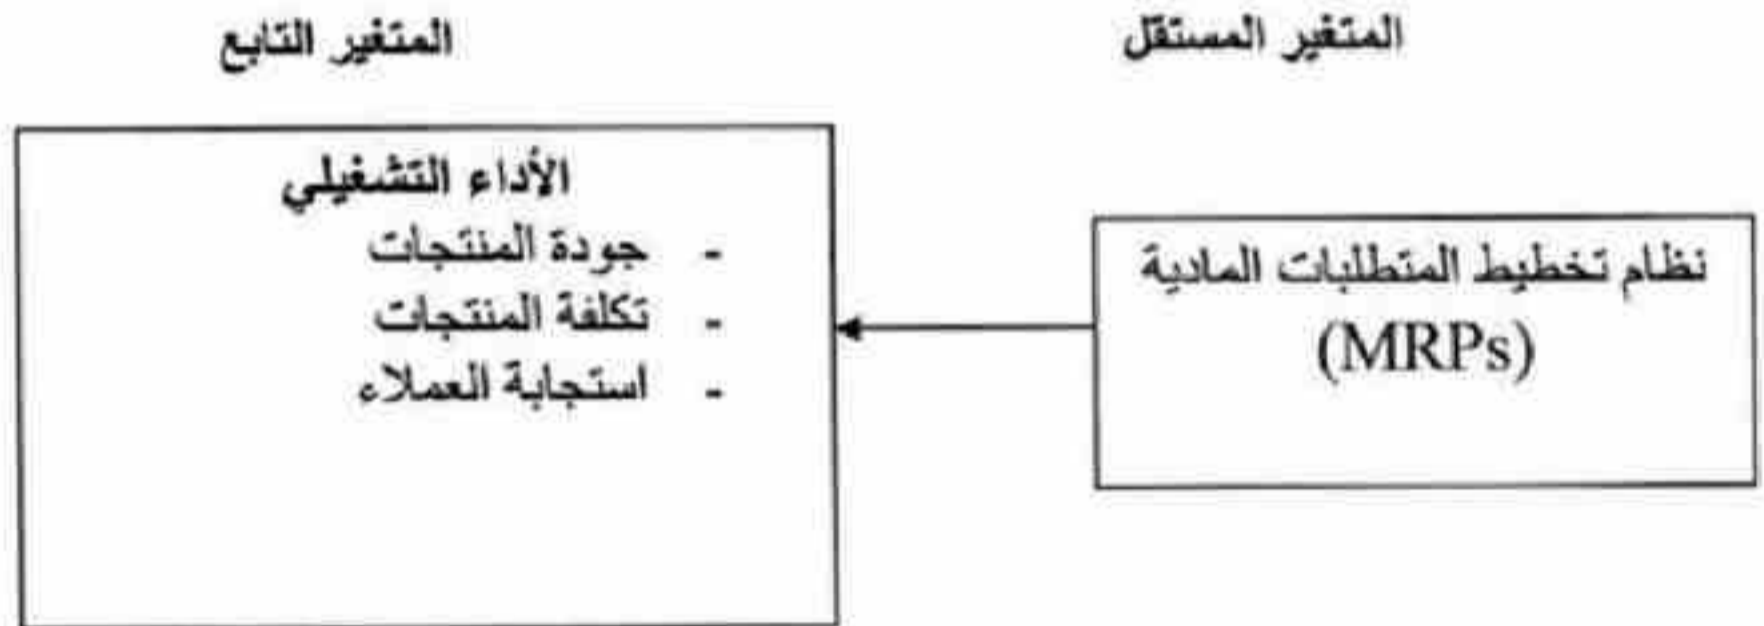 المتغير المستقل
المتغير التابع
نظام تخطيط المتطلبات المادية
(MRPs)
الأداء التشغيلي
- جودة المنتجات
- تكلفة المنتجات
- استجابة العملاء